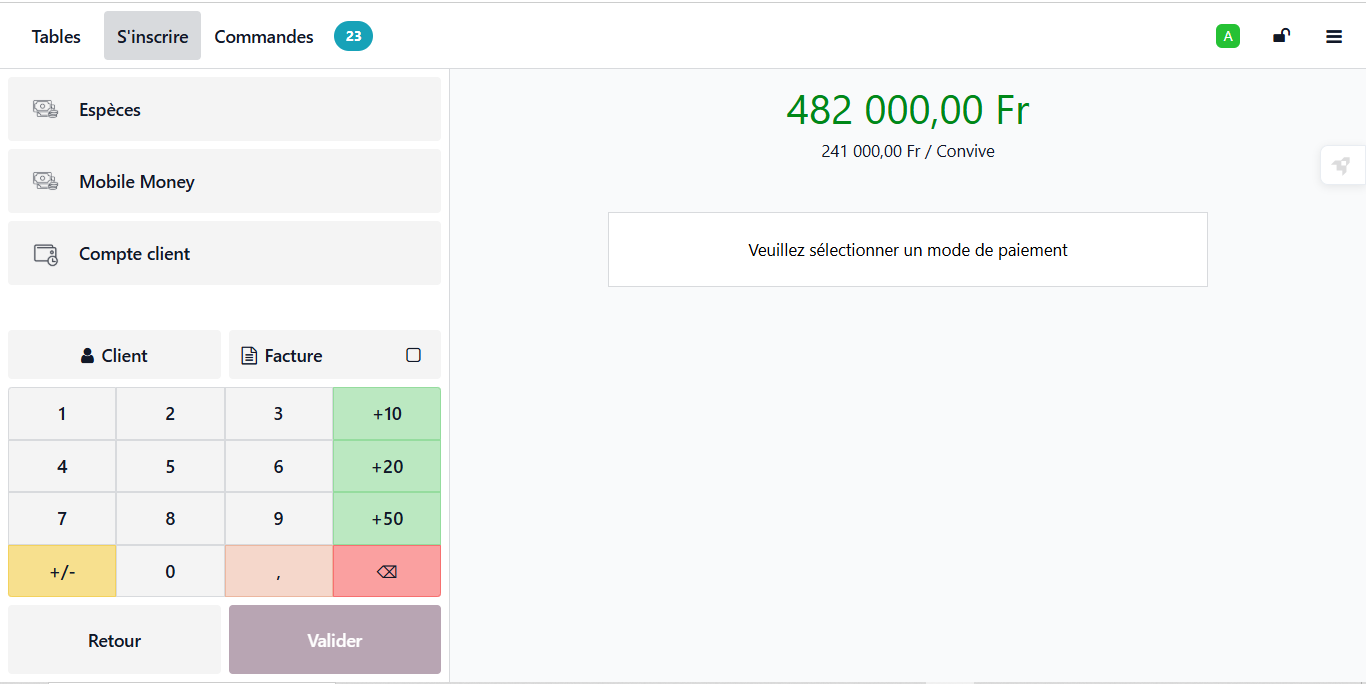 Tables S'inscrire Commandes 23 A
Espèces
Mobile Money
Compte client
Client Facture
1 2 3 +10
4 5 6 +20
7 8 9 +50
+/- 0 , ⌫
Retour Valider
482 000,00 Fr
241 000,00 Fr / Convive
Veuillez sélectionner un mode de paiement